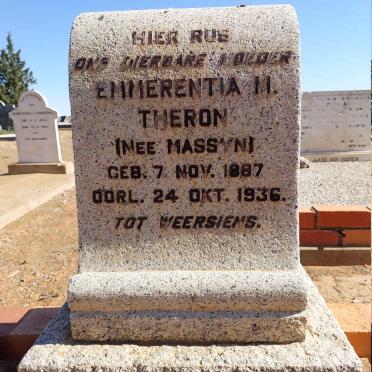 HIER RUS
ONS DIERBARE MOEDER
EMMERENTIA M.
THERON
(NEE MASSYN)
GEB. 7 NOV. 1887
OORL. 24 OKT. 1936.
TOT WEERSIENS.